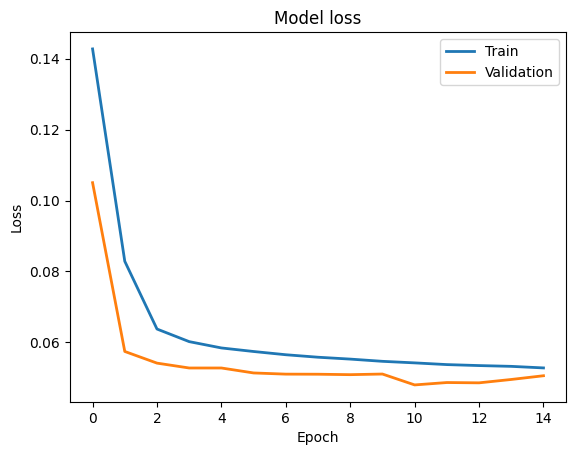 Model loss
Train
Validation
0.14
0.12
0.10
0.08
0.06
Loss
0 2 4 6 8 10 12 14
Epoch